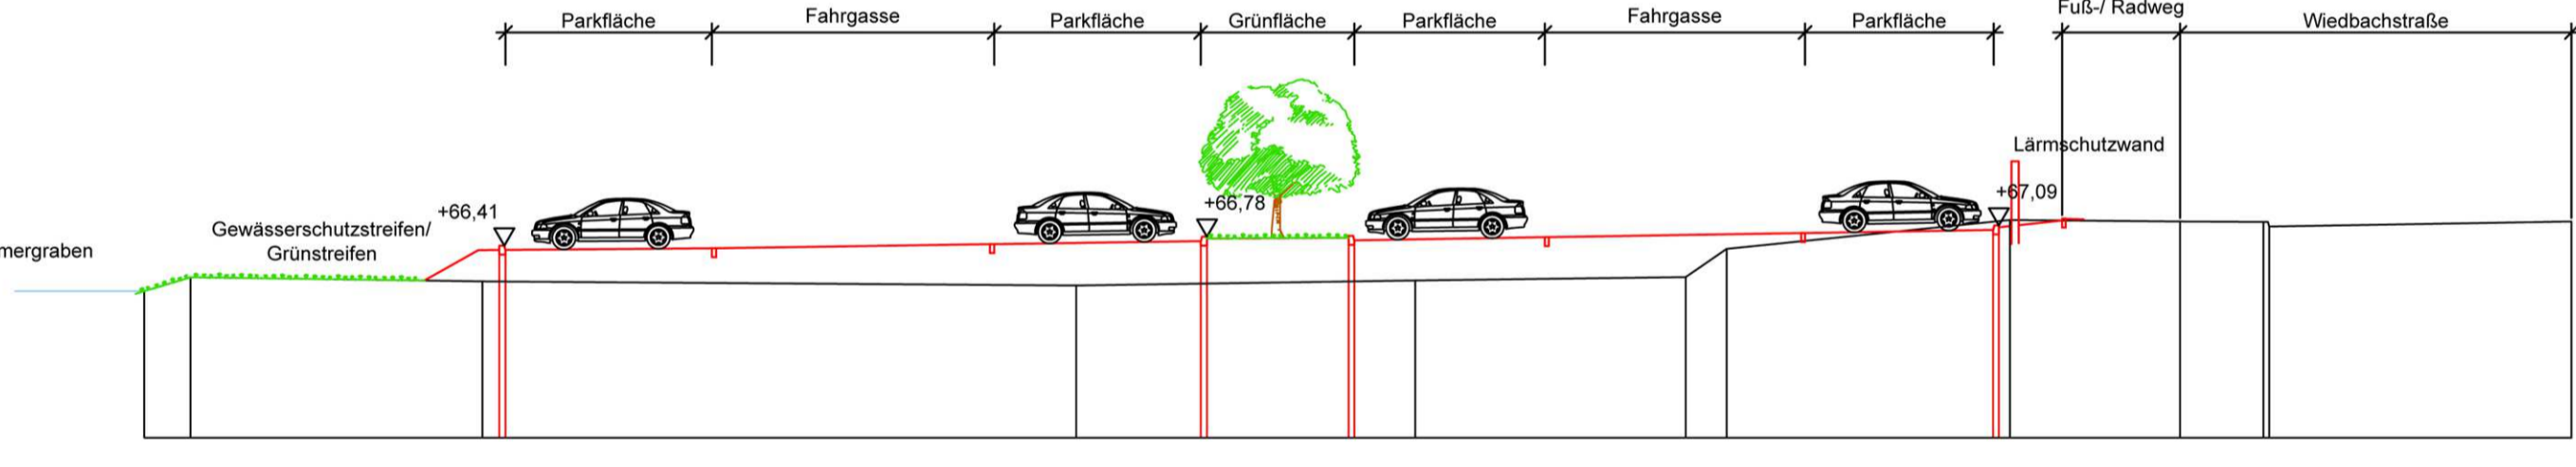 Parkfläche
Fahrgasse
Parkfläche
Grünfläche
Parkfläche
Fahrgasse
Parkfläche
Fuß-/ Radweg
Wiedbachstraße
Lärmschutzwand
+66,41
+66,78
+67,09
Gewässerschutzstreifen/
Grünstreifen
mergraben